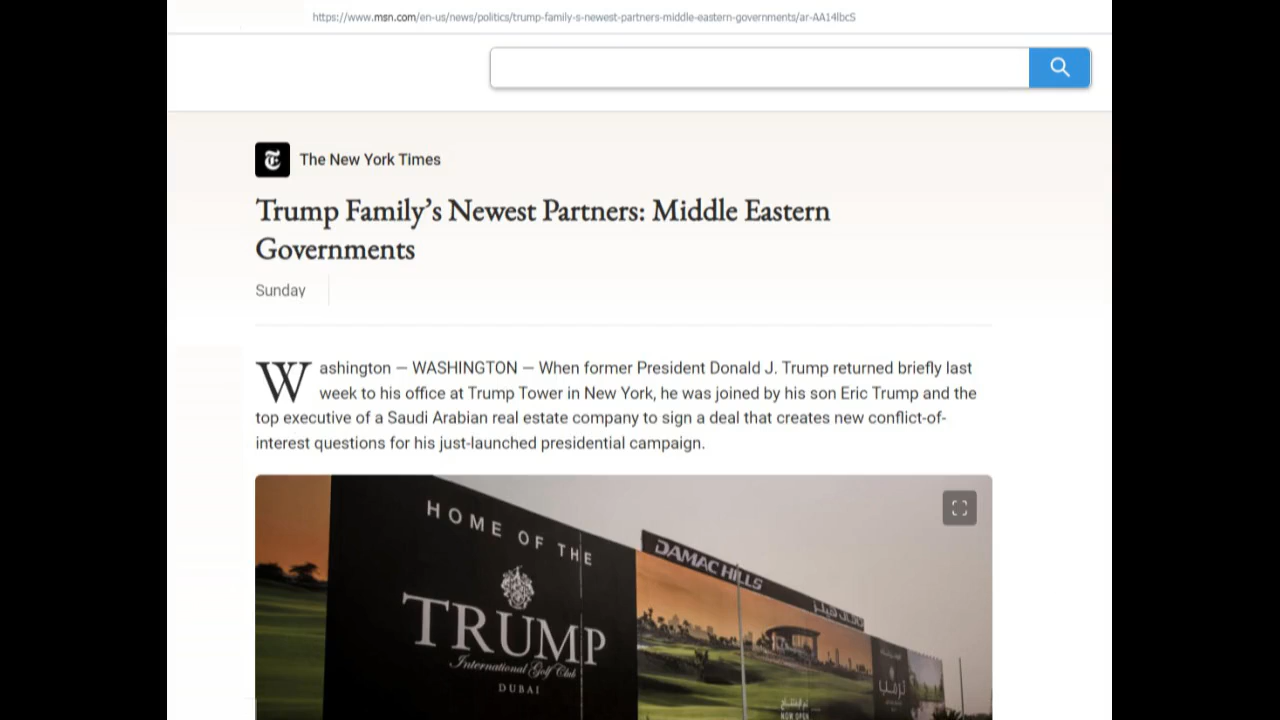 https://www.msn.com/en-us/news/politics/trump-family-s-newest-partners-middle-eastern-governments/ar-AA14lbcS
The New York Times
Trump Family’s Newest Partners: Middle Eastern
Governments
Sunday
Washington — WASHINGTON — When former President Donald J. Trump returned briefly last
week to his office at Trump Tower in New York, he was joined by his son Eric Trump and the
top executive of a Saudi Arabian real estate company to sign a deal that creates new conflict-of-
interest questions for his just-launched presidential campaign.
HOME OF THE
TRUMP
International Golf Club
DUBAI
DAMAC HILLS
ترمب
NOW OPEN